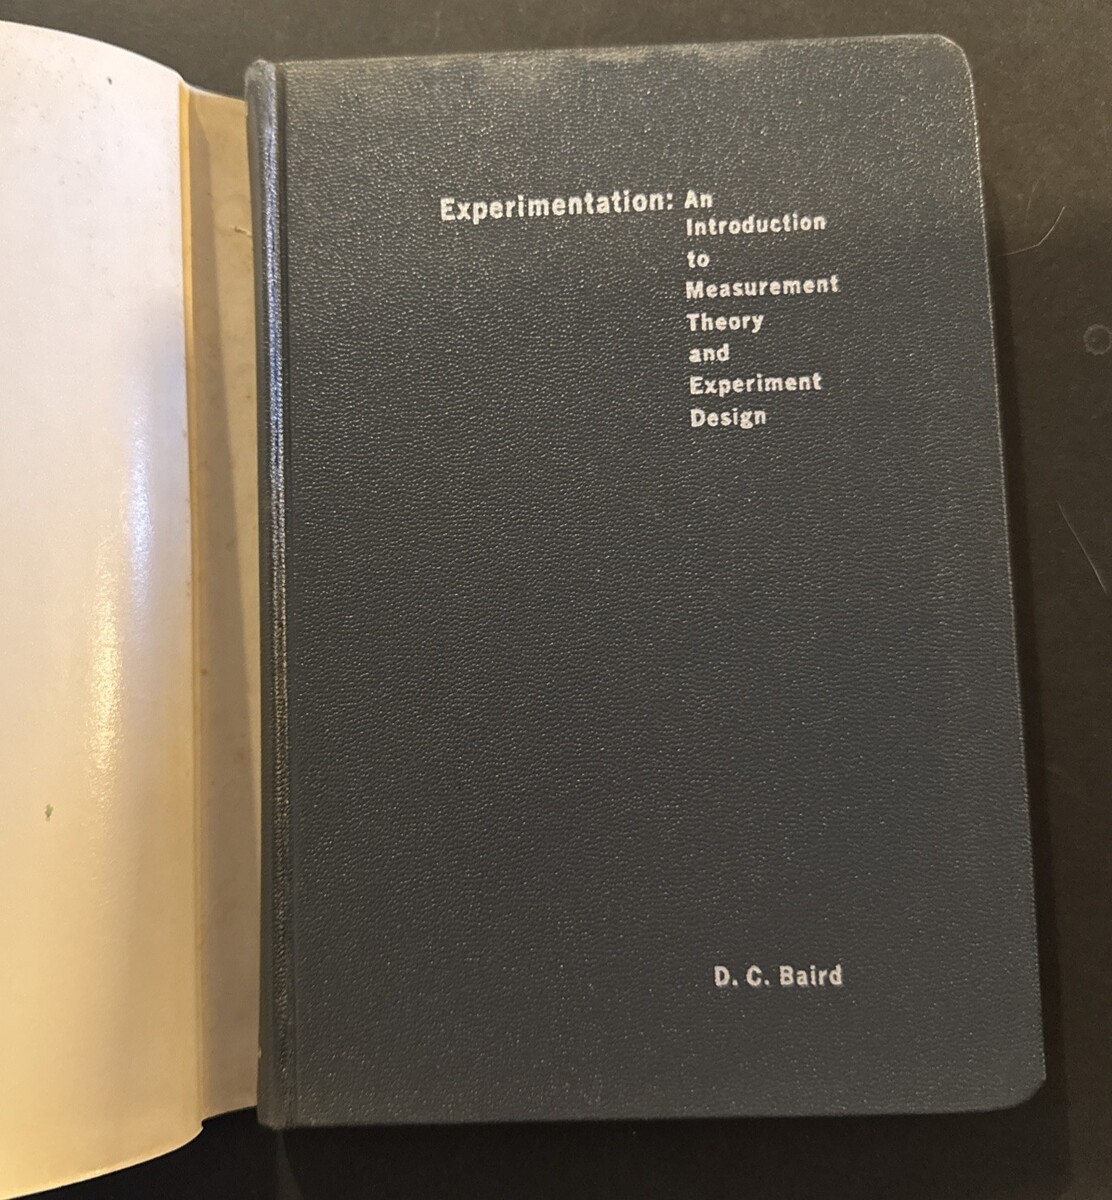 Experimentation: An
Introduction
to
Measurement
Theory
and
Experiment
Design
D. C. Baird